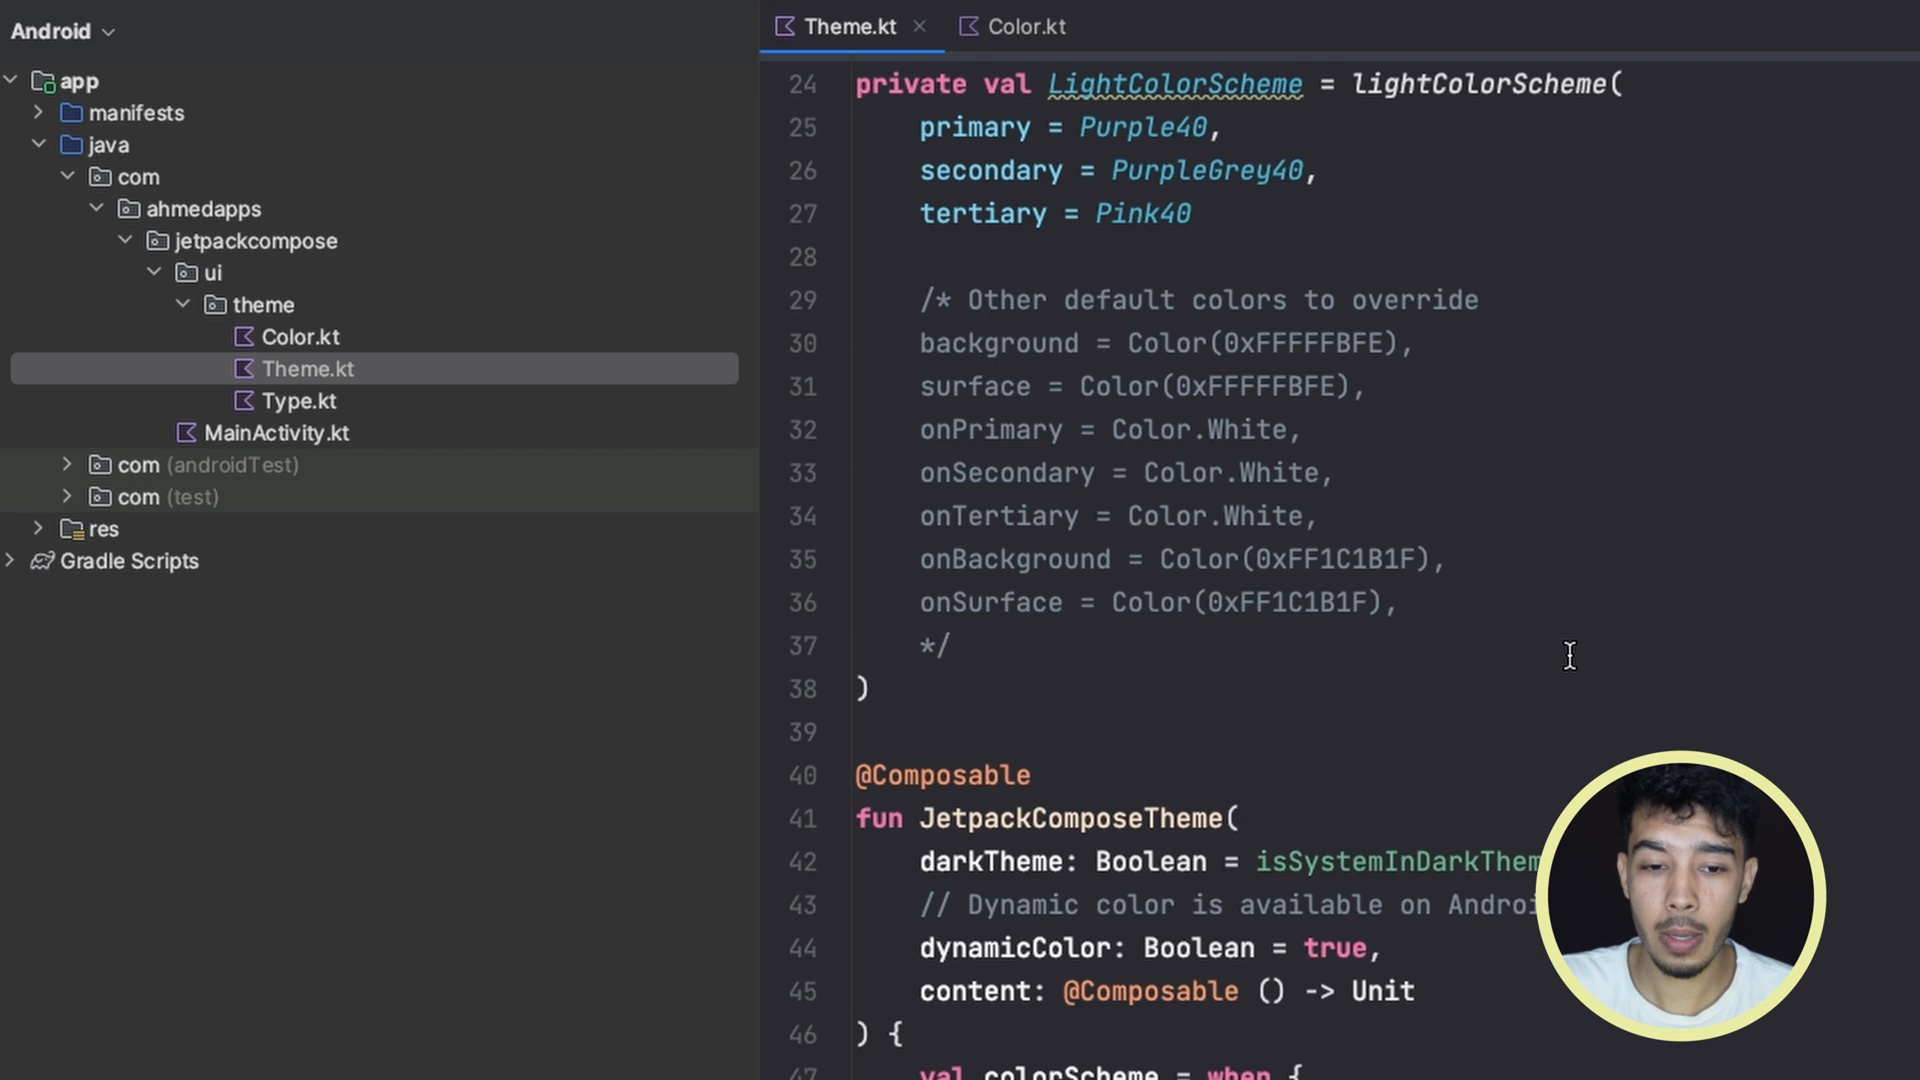 Android
app
manifests
java
com
ahmedapps
jetpackcompose
ui
theme
Color.kt
Theme.kt
Type.kt
MainActivity.kt
com (androidTest)
com (test)
res
Gradle Scripts
Theme.kt
Color.kt
24 private val LightColorScheme = lightColorScheme(
25 primary = Purple40,
26 secondary = PurpleGrey40,
27 tertiary = Pink40
28
29 /* Other default colors to override
30 background = Color(0xFFFFFBFE),
31 surface = Color(0xFFFFFBFE),
32 onPrimary = Color.White,
33 onSecondary = Color.White,
34 onTertiary = Color.White,
35 onBackground = Color(0xFF1C1B1F),
36 onSurface = Color(0xFF1C1B1F),
37 */
38 )
39
40 @Composable
41 fun JetpackComposeTheme(
42 darkTheme: Boolean = isSystemInDarkThem
43 // Dynamic color is available on Androi
44 dynamicColor: Boolean = true,
45 content: @Composable () -> Unit
46 ) {
47 val colorScheme = when {